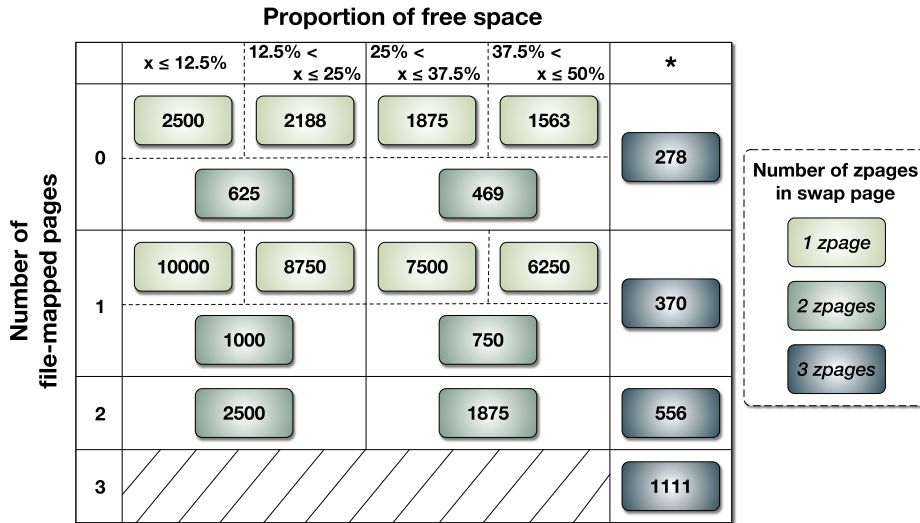 Proportion of free space
x ≤ 12.5%
12.5% <
x ≤ 25%
25% <
x ≤ 37.5%
37.5% <
x ≤ 50%
*
Number of
file-mapped pages
0
2500
2188
1875
1563
278
625
469
1
10000
8750
7500
6250
370
1000
750
2
2500
1875
556
3
1111
Number of zpages
in swap page
1 zpage
2 zpages
3 zpages